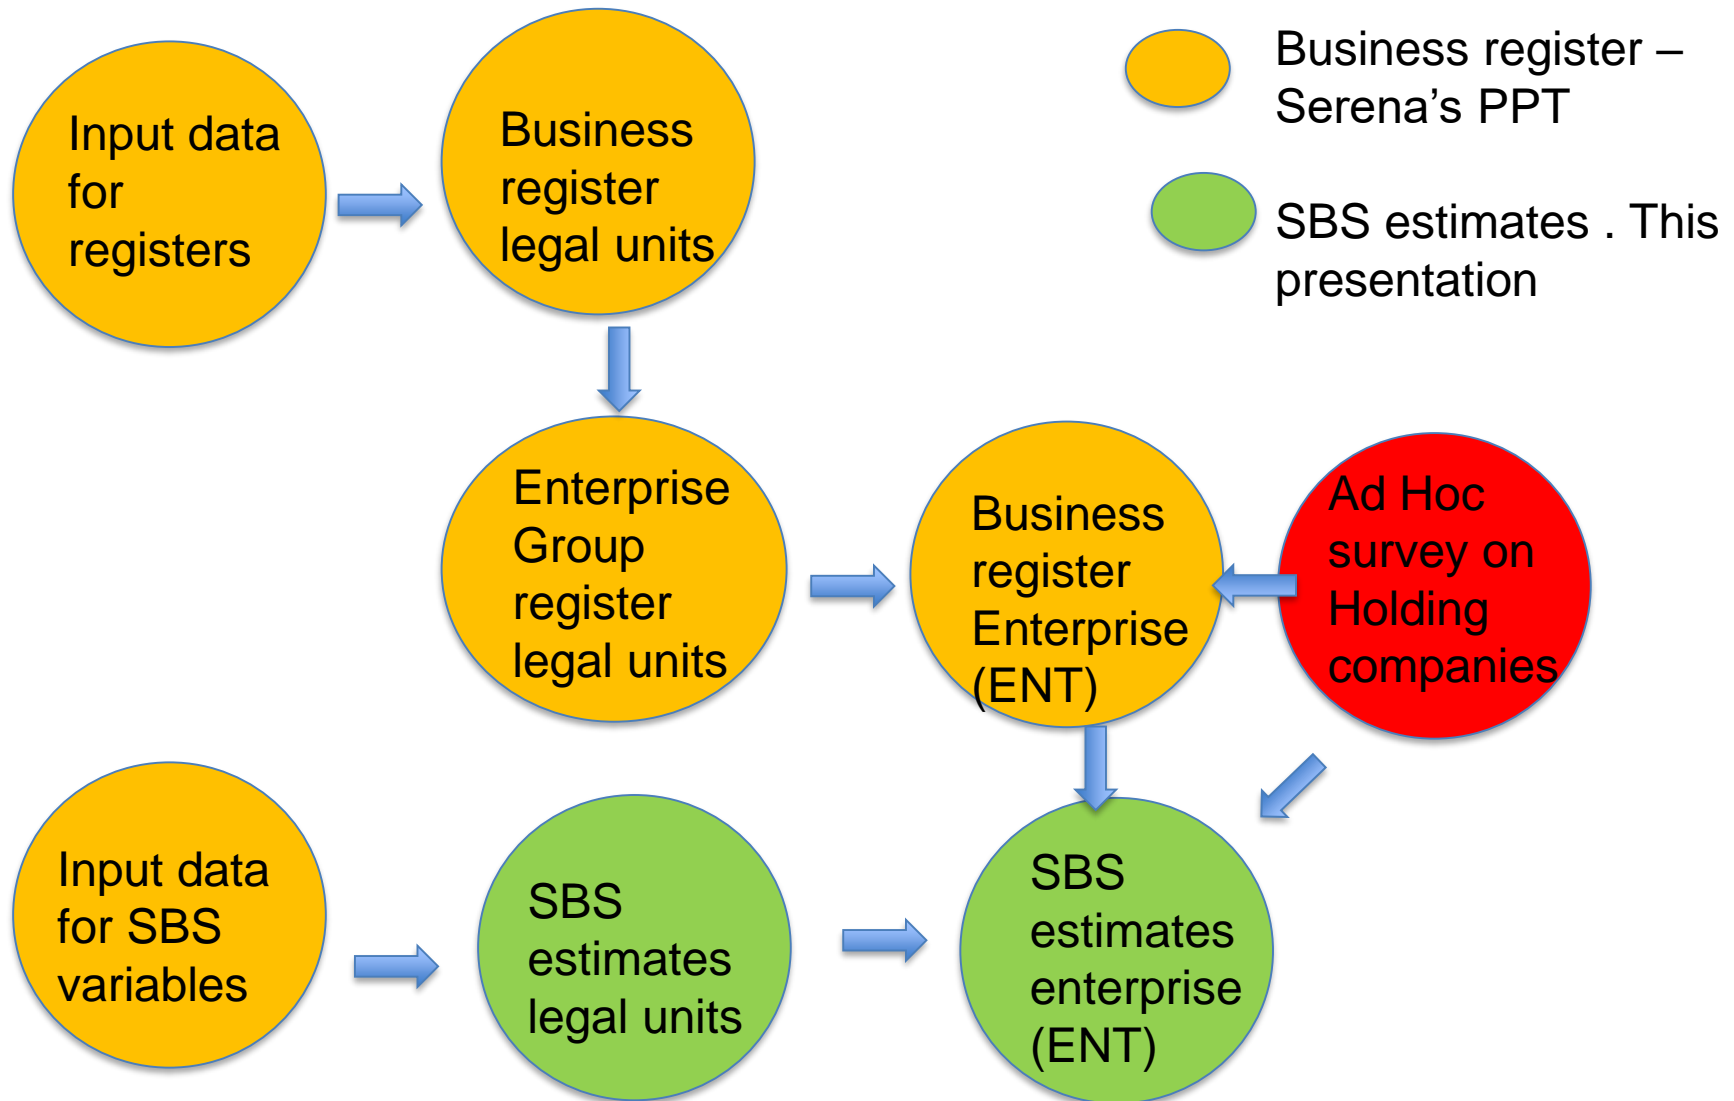 Input data
for
registers
Business
register
legal units
Business register –
Serena’s PPT
SBS estimates . This
presentation
Enterprise
Group
register
legal units
Business
register
Enterprise
(ENT)
Ad Hoc
survey on
Holding
companies
Input data
for SBS
variables
SBS
estimates
legal units
SBS
estimates
enterprise
(ENT)